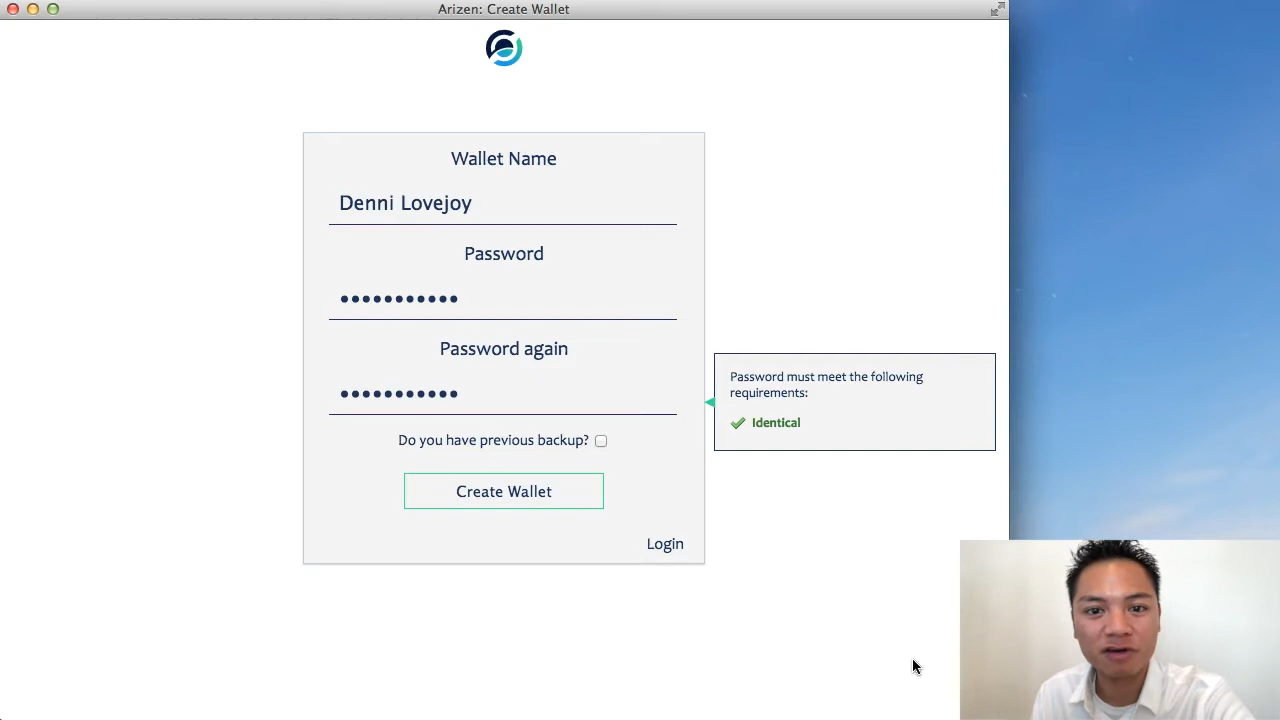 Arizen: Create Wallet
Wallet Name
Denni Lovejoy
Password
●●●●●●●●●●●
Password again
●●●●●●●●●●●
Password must meet the following
requirements:
Identical
Do you have previous backup?
Create Wallet
Login